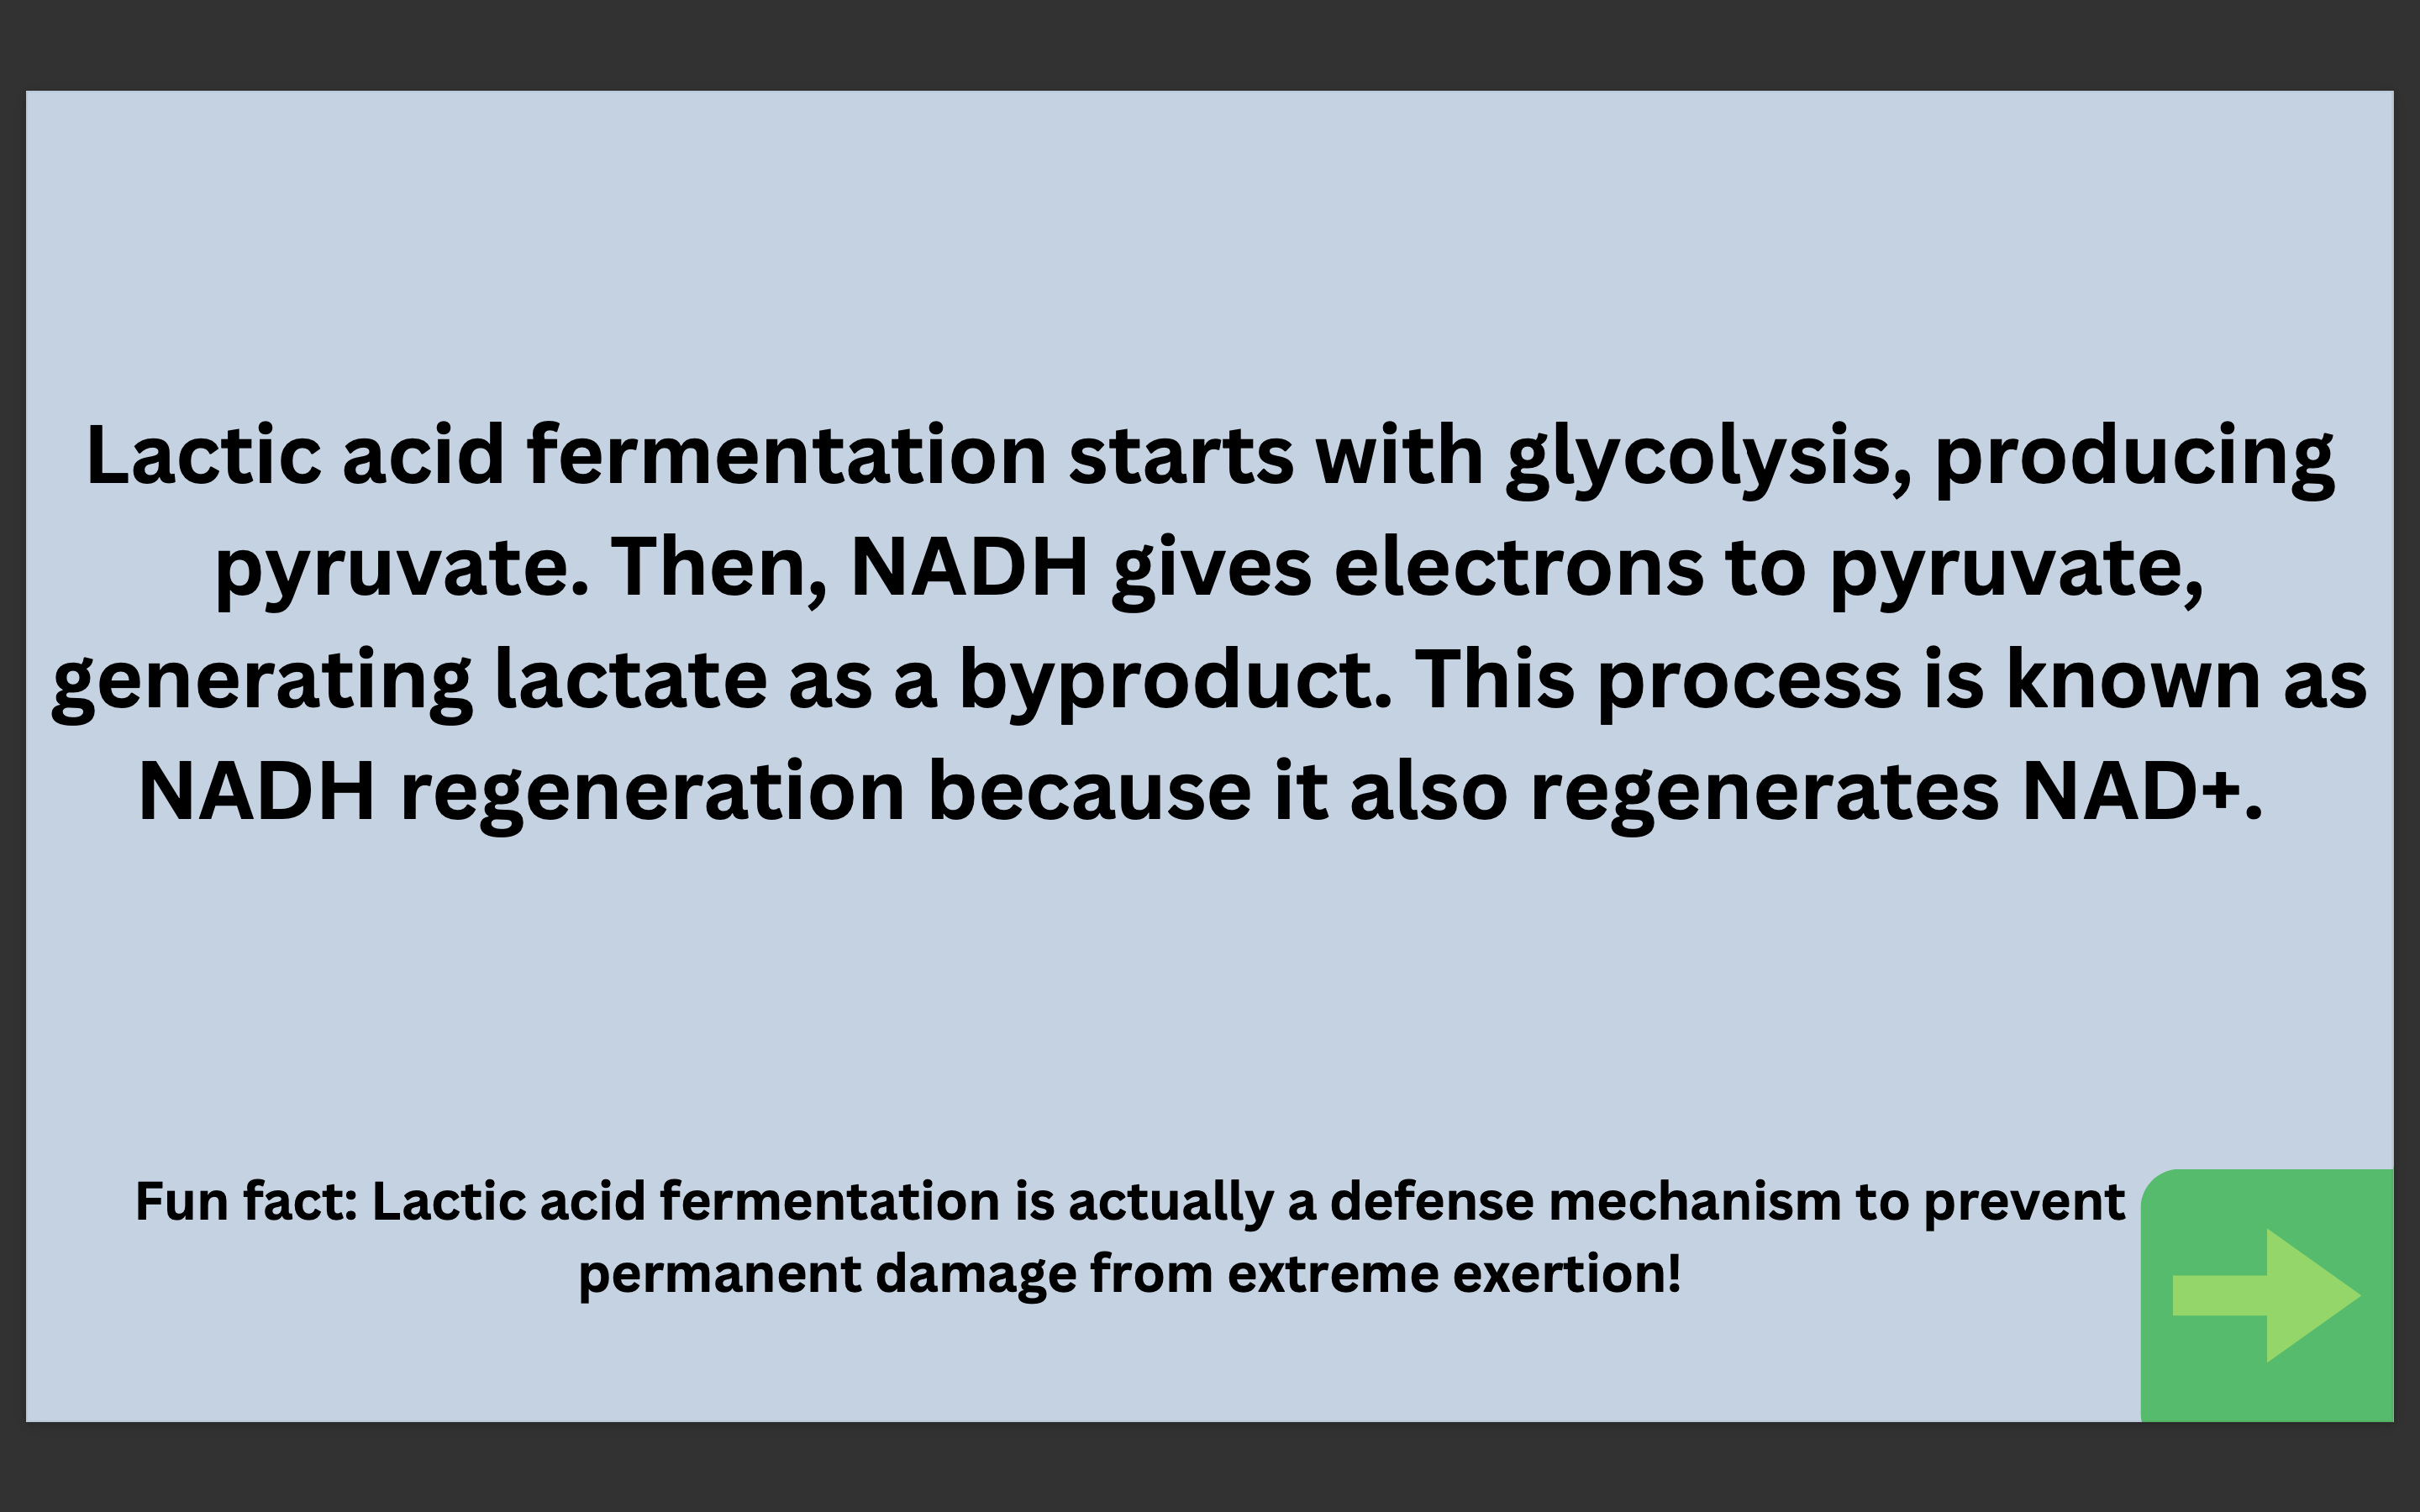 Lactic acid fermentation starts with glycolysis, producing
pyruvate. Then, NADH gives electrons to pyruvate,
generating lactate as a byproduct. This process is known as
NADH regeneration because it also regenerates NAD+.
Fun fact: Lactic acid fermentation is actually a defense mechanism to prevent
permanent damage from extreme exertion!